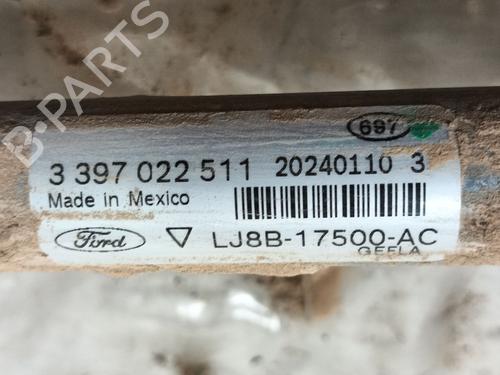 B-PARTS
697
3 397 022 511 20240110 3
Made in Mexico
Ford LJ8B-17500-AC
GEELA